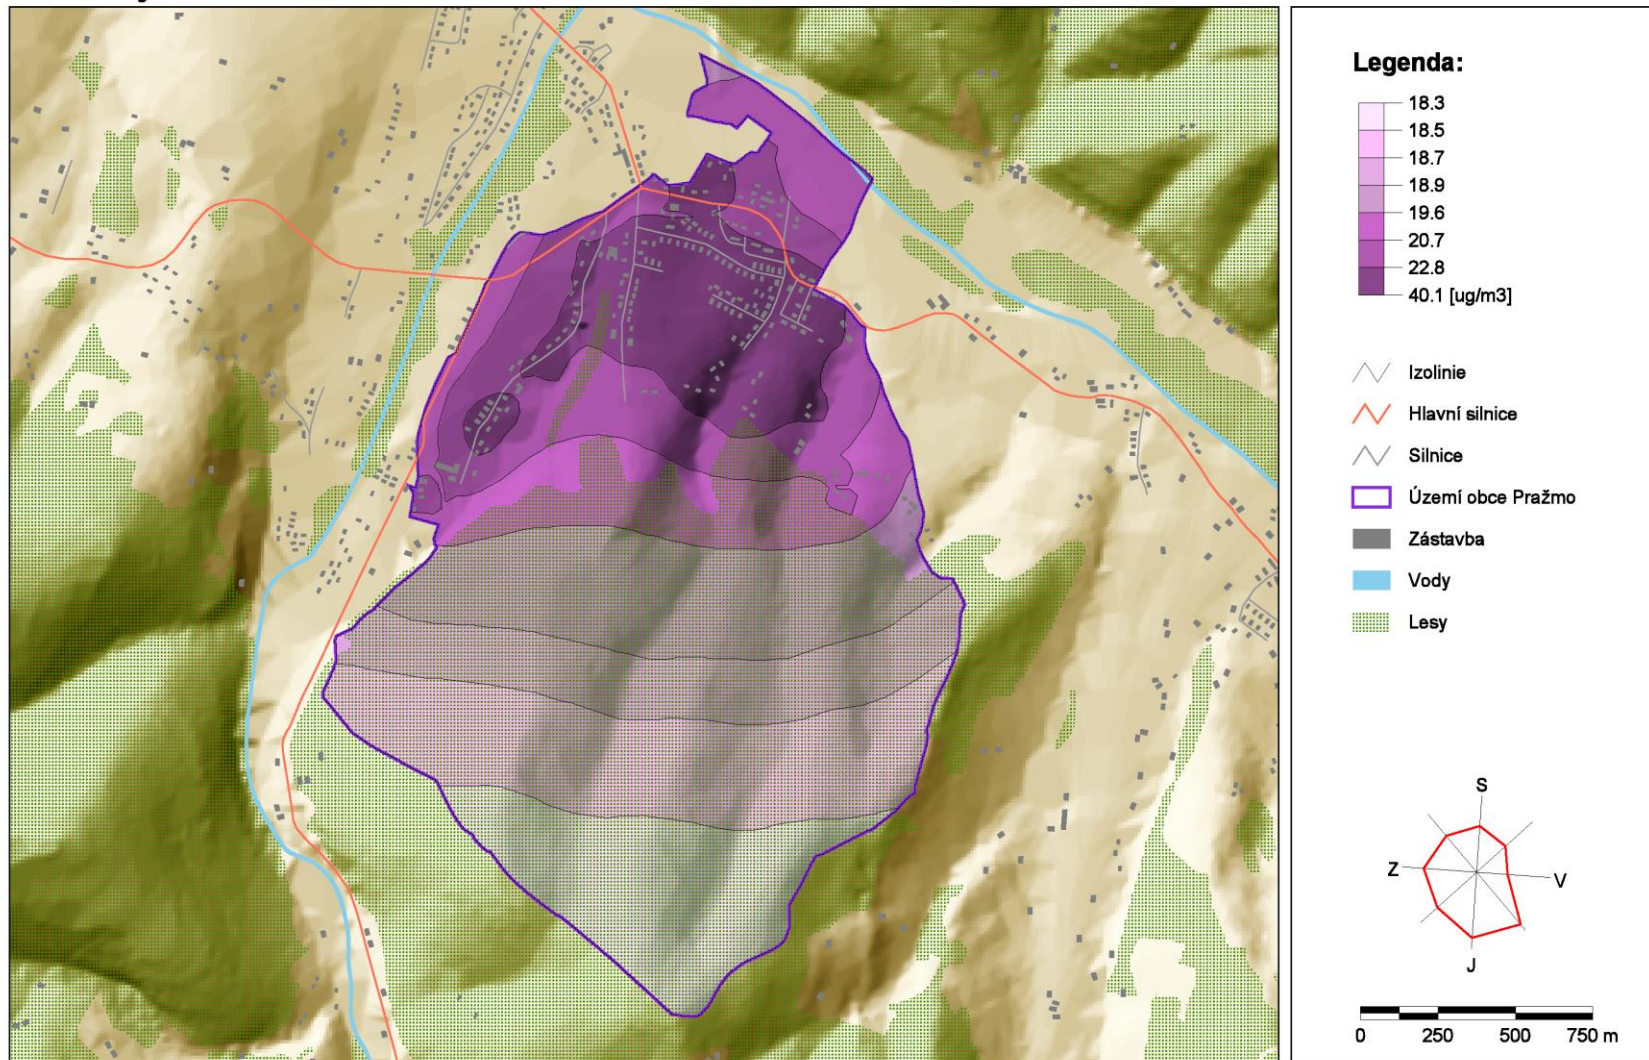 Legenda:
18.3
18.5
18.7
18.9
19.6
20.7
22.8
40.1 [ug/m3]
Izolinie
Hlavní silnice
Silnice
Území obce Pražmo
Zástavba
Vody
Lesy
S
Z
V
J
0 250 500 750 m